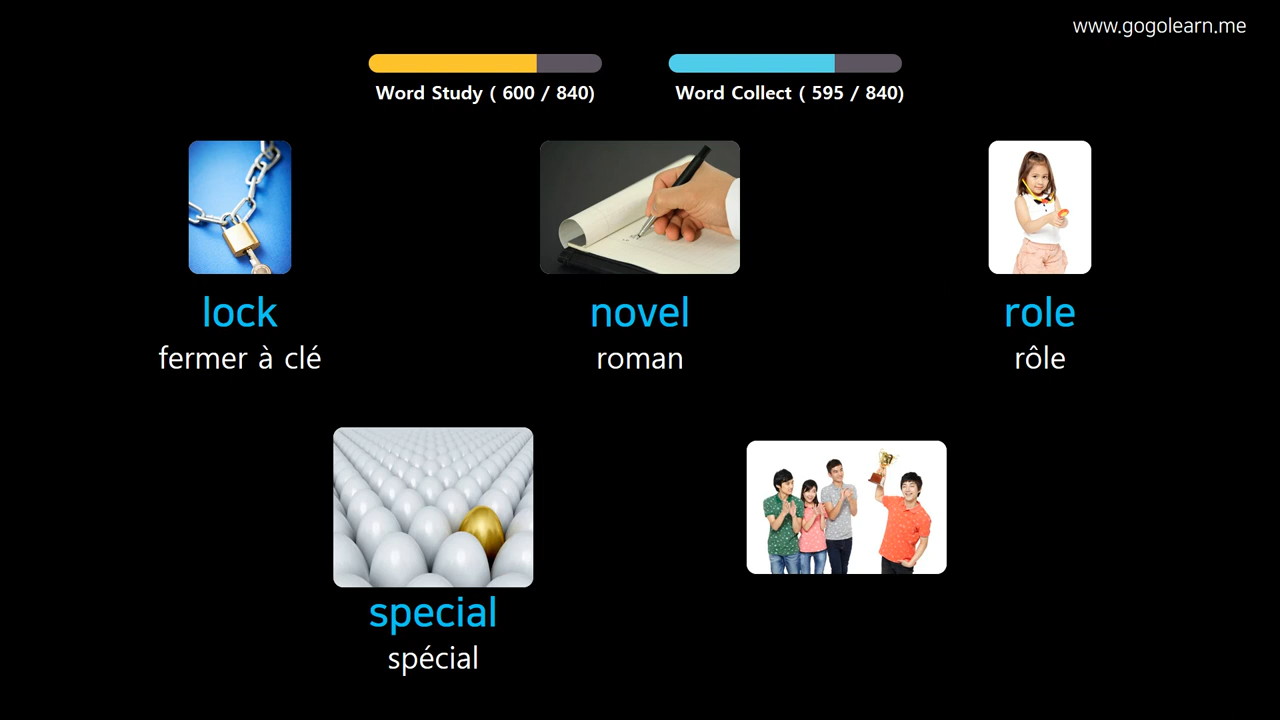 www.gogolearn.me
Word Study ( 600 / 840)
Word Collect ( 595 / 840)
lock
fermer à clé
novel
roman
role
rôle
special
spécial